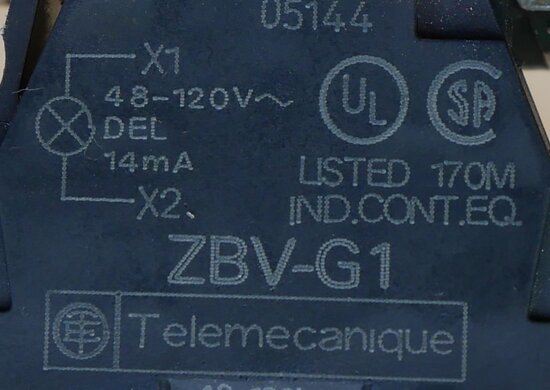 05144
X1
48-120V~
DEL
14mA
X2
UL
SA
LISTED 170M
IND.CONT.EQ.
ZBV-G1
Telemecanique